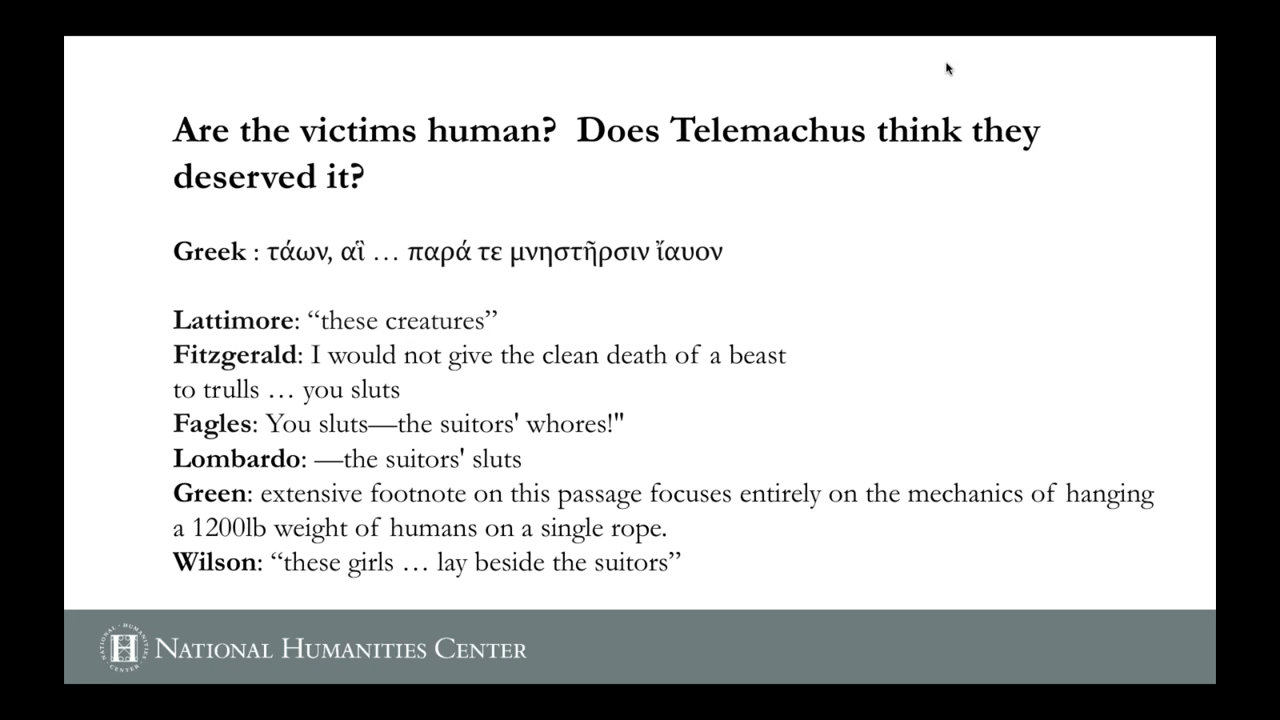 Are the victims human?  Does Telemachus think they
deserved it?
Greek : τάων, αἳ … παρά τε μνηστῆρσιν ἴαυον
Lattimore: “these creatures”
Fitzgerald: I would not give the clean death of a beast
to trulls … you sluts
Fagles: You sluts—the suitors' whores!"
Lombardo: —the suitors' sluts
Green: extensive footnote on this passage focuses entirely on the mechanics of hanging
a 1200lb weight of humans on a single rope.
Wilson: “these girls … lay beside the suitors”
NATIONAL HUMANITIES CENTER
NATIONAL · HUMANITIES · CENTER ·